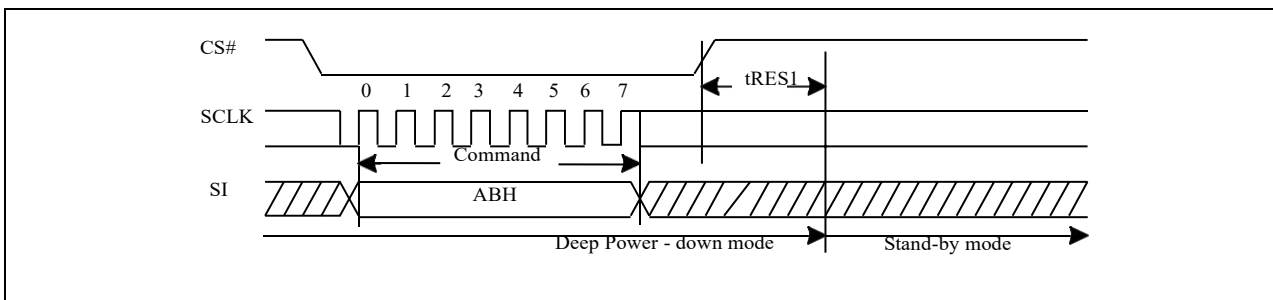 CS#
tRES1
0 1 2 3 4 5 6 7
SCLK
Command
SI
ABH
Deep Power - down mode
Stand-by mode